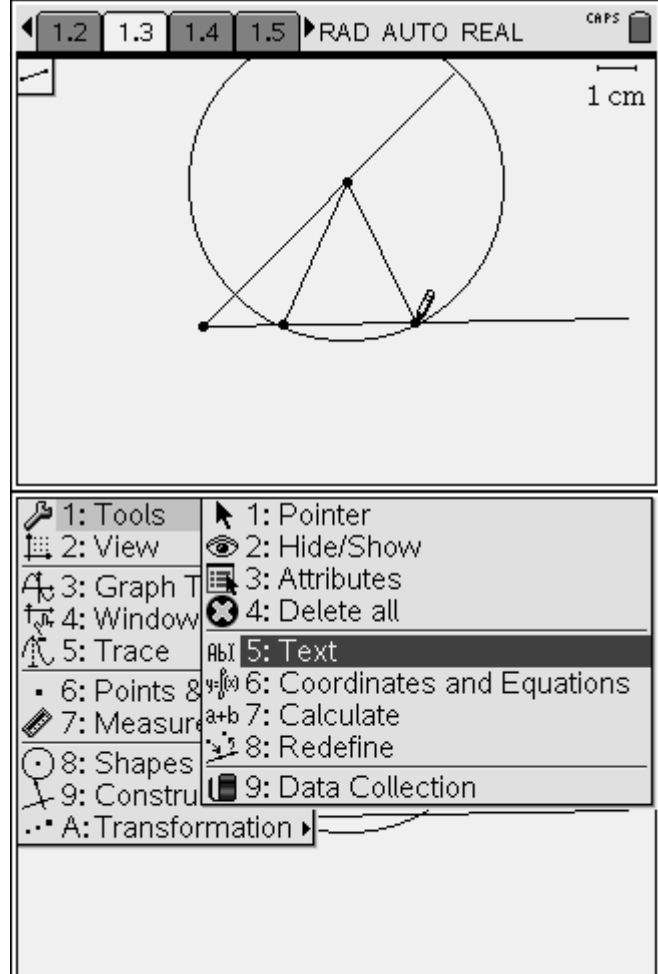 1.2 1.3 1.4 1.5 RAD AUTO REAL CAPS
1 cm
1: Tools
2: View
3: Graph T
4: Window
5: Trace
6: Points &
7: Measure
8: Shapes
9: Constru
A: Transformation
1: Pointer
2: Hide/Show
3: Attributes
4: Delete all
AbI 5: Text
y=∫(x) 6: Coordinates and Equations
a+b 7: Calculate
8: Redefine
9: Data Collection